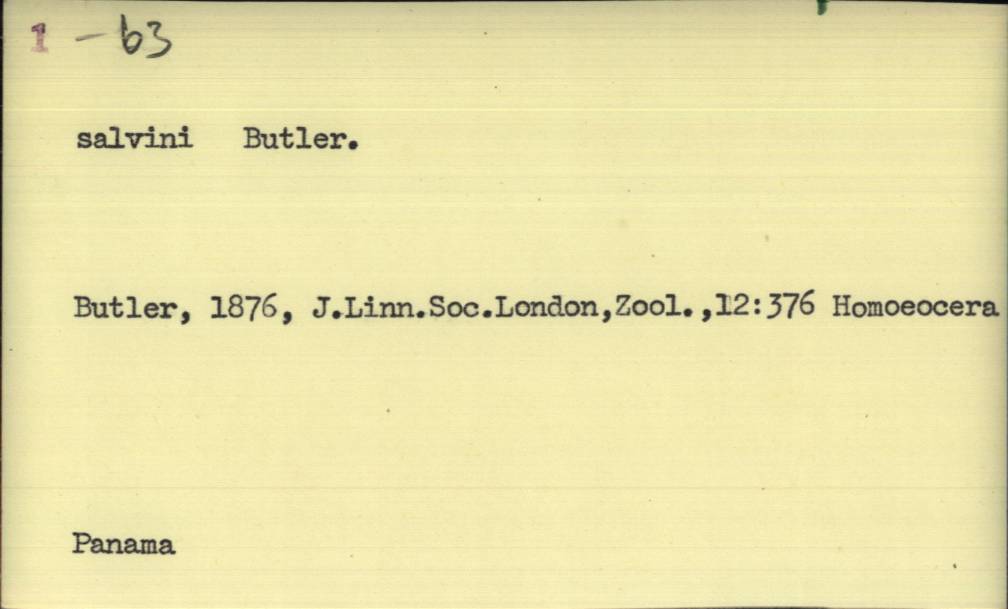 1 - 63
salvini Butler.
Butler, 1876, J.Linn.Soc.London,Zool.,12:376 Homoeocera
Panama